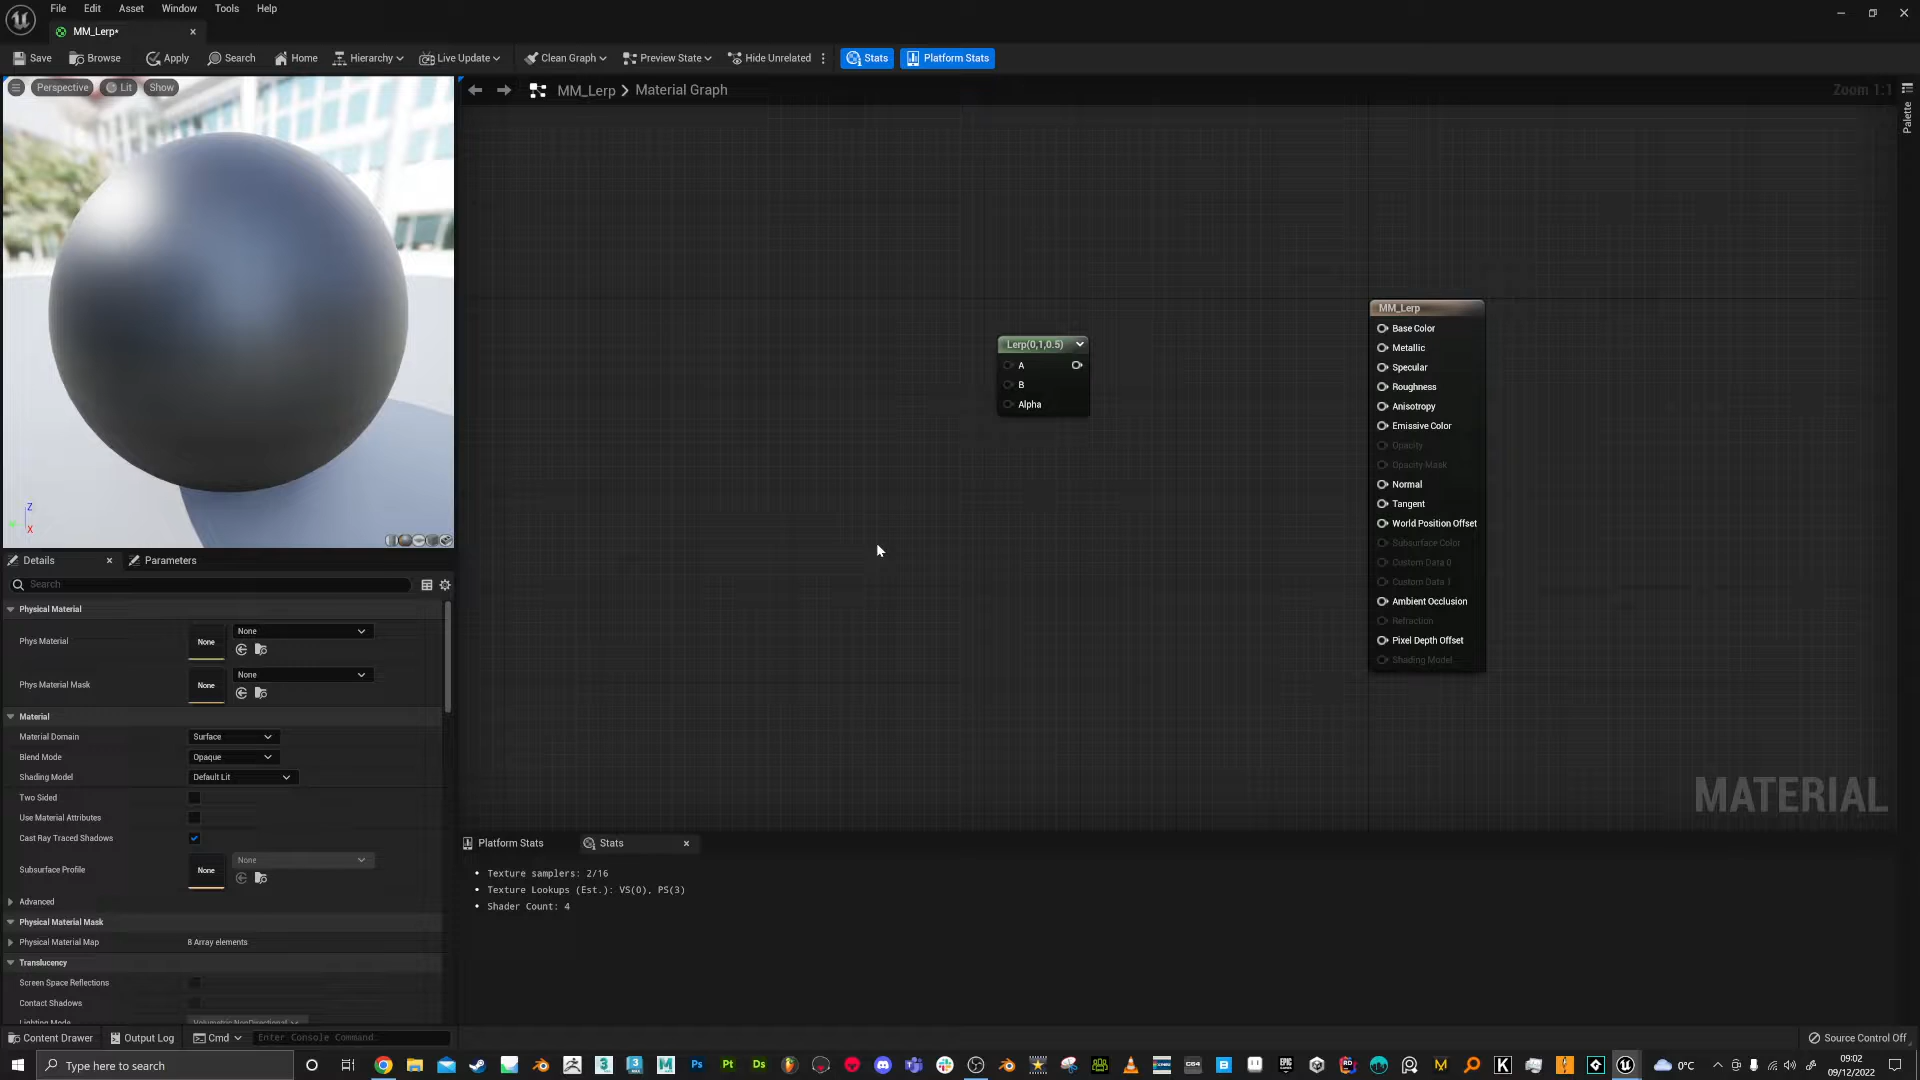 File Edit Asset Window Tools Help
MM_Lerp*
Save Browse Apply Search Home Hierarchy Live Update Clean Graph Preview State Hide Unrelated Stats Platform Stats
Perspective Lit Show
MM_Lerp > Material Graph
Zoom 1:1
Palette
Lerp(0,1,0.5)
A
B
Alpha
MM_Lerp
Base Color
Metallic
Specular
Roughness
Anisotropy
Emissive Color
Opacity
Opacity Mask
Normal
Tangent
World Position Offset
Subsurface Color
Custom Data 0
Custom Data 1
Ambient Occlusion
Refraction
Pixel Depth Offset
Shading Model
MATERIAL
Z
X
Details Parameters
Search
Physical Material
Phys Material None None
Phys Material Mask None None
Material
Material Domain Surface
Blend Mode Opaque
Shading Model Default Lit
Two Sided
Use Material Attributes
Cast Ray Traced Shadows
Subsurface Profile None None
Advanced
Physical Material Mask
Physical Material Map 8 Array elements
Translucency
Screen Space Reflections
Contact Shadows
Lighting Mode Volumetric NonDirectional
Platform Stats Stats
• Texture samplers: 2/16
• Texture Lookups (Est.): VS(0), PS(3)
• Shader Count: 4
Content Drawer Output Log Cmd Enter Console Command
Source Control Off
Type here to search
Ps Pt Ds
0°C
09:02
09/12/2022